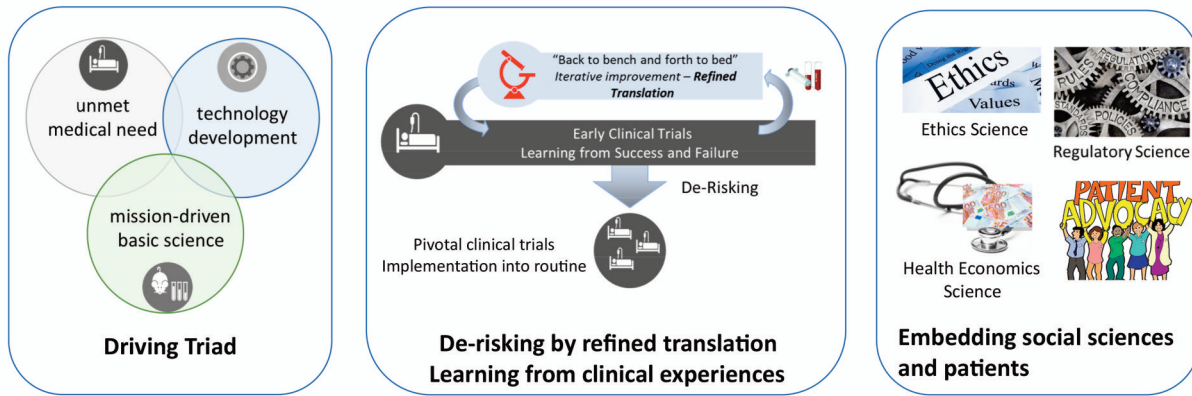 unmet
medical need
technology
development
mission-driven
basic science
Driving Triad
“Back to bench and forth to bed”
Iterative improvement – Refined
Translation
Early Clinical Trials
Learning from Success and Failure
De-Risking
Pivotal clinical trials
Implementation into routine
De-risking by refined translation
Learning from clinical experiences
Ethics
Values
Ethics Science
RULES
REGULATIONS
COMPLIANCE
STANDARDS
POLICIES
Regulatory Science
Health Economics
Science
PATIENT
ADVOCACY
Embedding social sciences
and patients